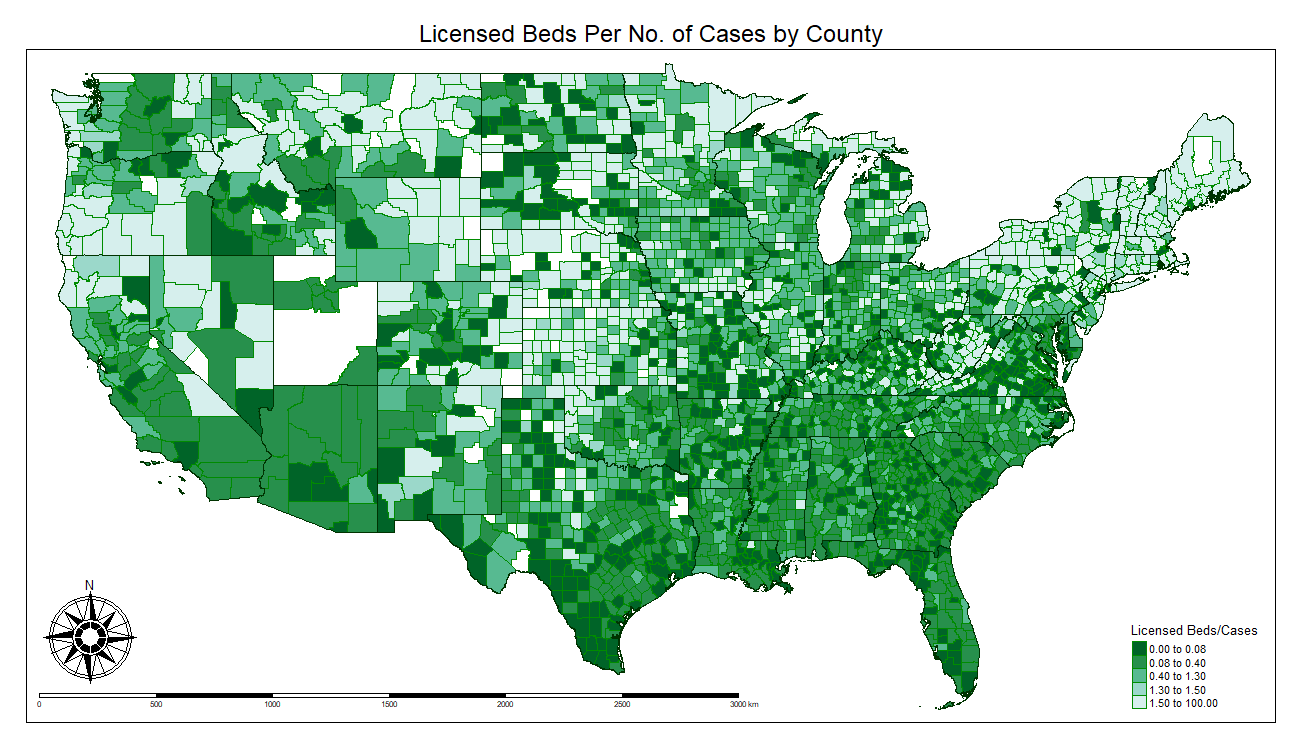 Licensed Beds Per No. of Cases by County
N
0 500 1000 1500 2000 2500 3000 km
Licensed Beds/Cases
0.00 to 0.08
0.08 to 0.40
0.40 to 1.30
1.30 to 1.50
1.50 to 100.00